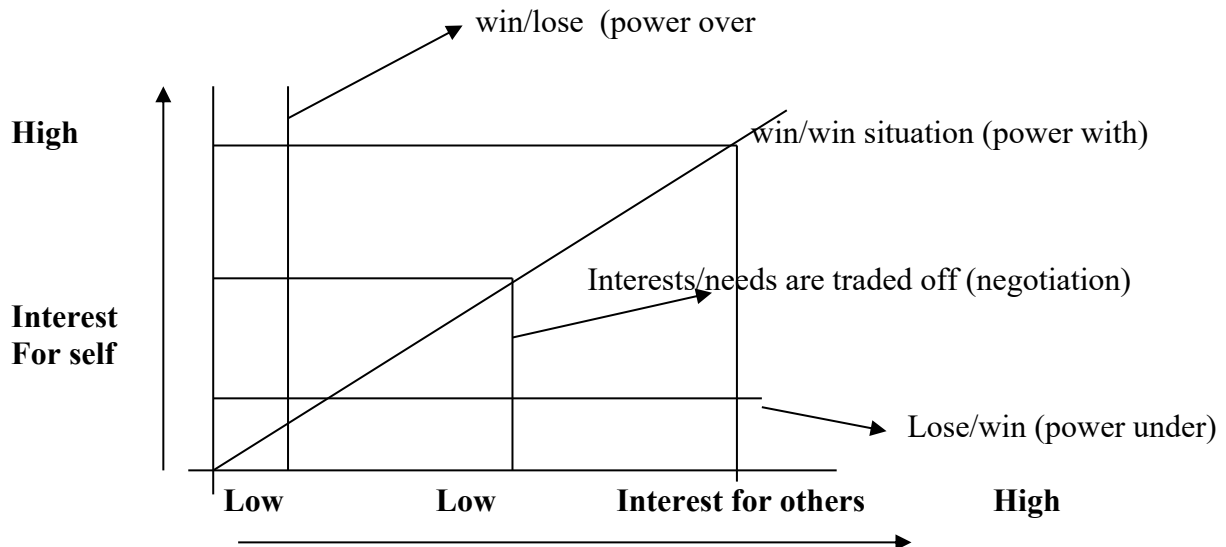 win/lose (power over
High
win/win situation (power with)
Interests/needs are traded off (negotiation)
Interest
For self
Lose/win (power under)
Low Low Interest for others High